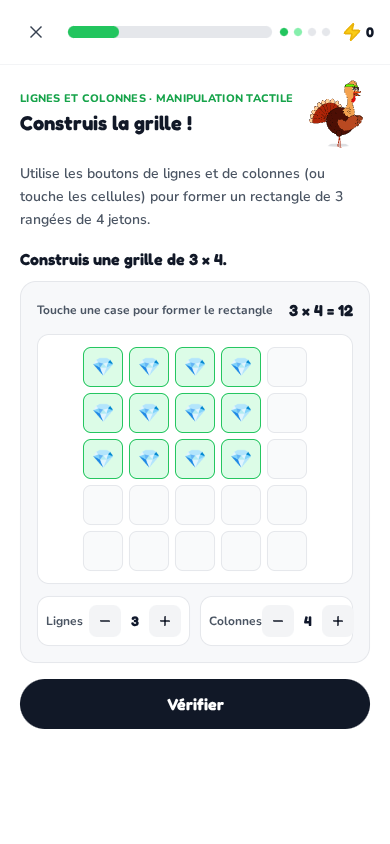 0
LIGNES ET COLONNES · MANIPULATION TACTILE
Construis la grille !
Utilise les boutons de lignes et de colonnes (ou
touche les cellules) pour former un rectangle de 3
rangées de 4 jetons.
Construis une grille de 3 × 4.
Touche une case pour former le rectangle 3 × 4 = 12
Lignes − 3 + Colonnes − 4 +
Vérifier